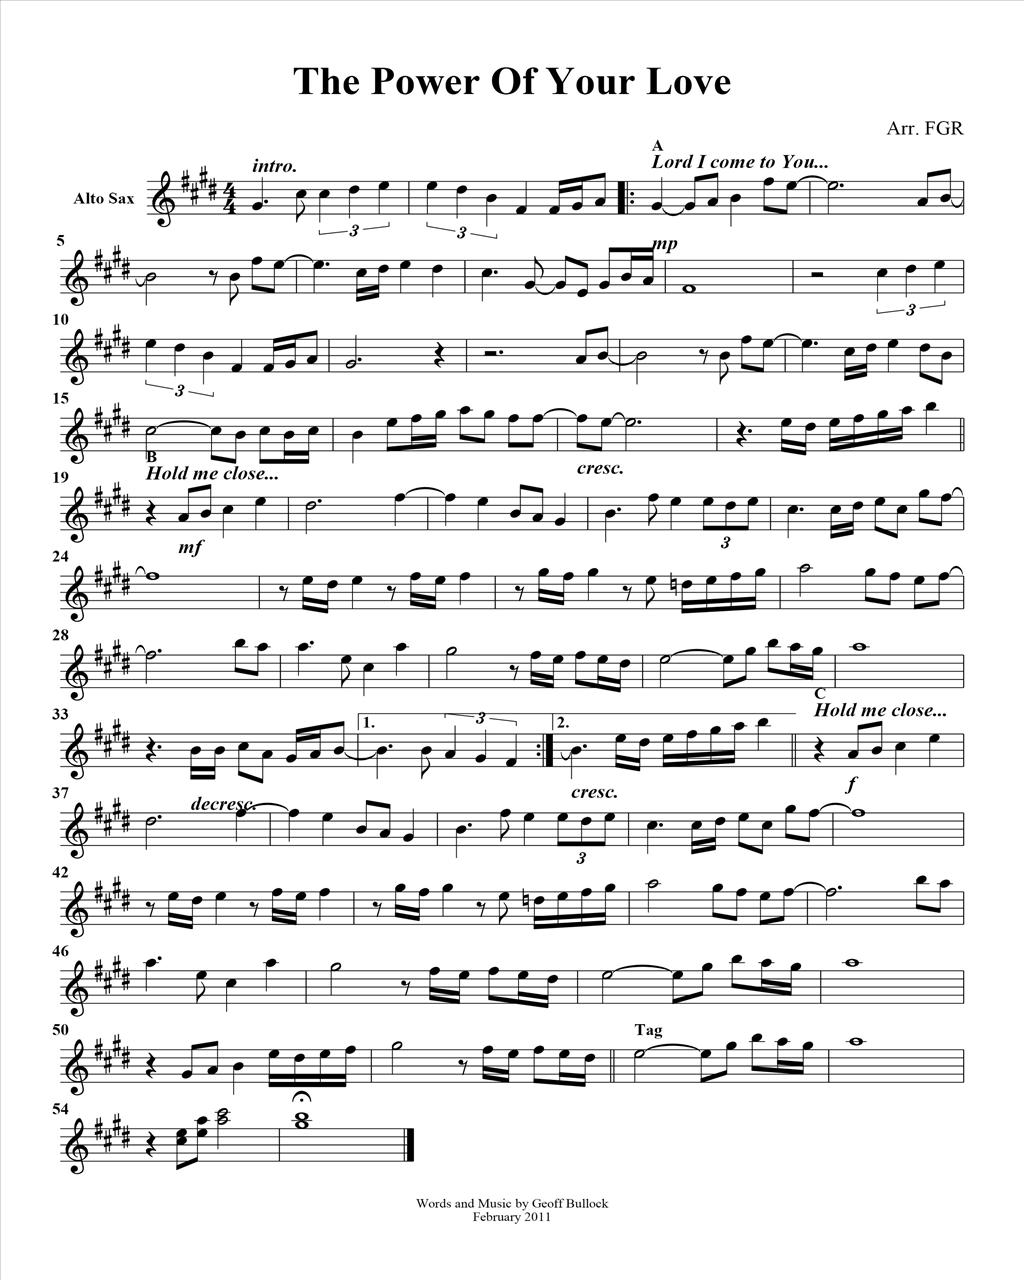 The Power Of Your Love
Arr. FGR
A
intro.
Lord I come to You...
Alto Sax
4
4
3
3
mp
5
3
10
3
15
B
Hold me close...
cresc.
19
mf
3
24
28
C
Hold me close...
33
1.
3
2.
decresc.
cresc.
f
37
3
42
46
50
Tag
54
Words and Music by Geoff Bullock
February 2011